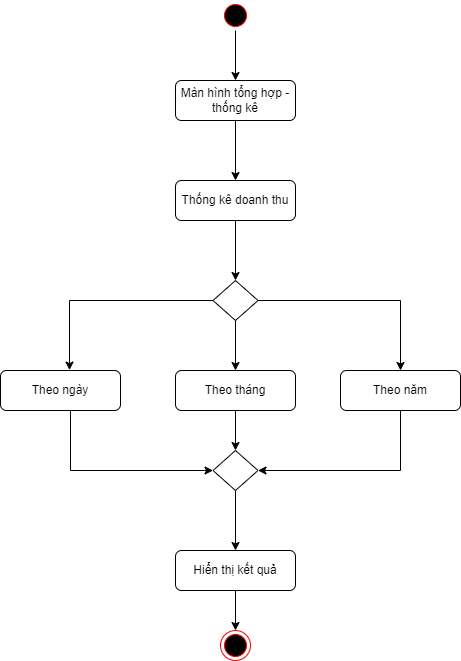 Màn hình tổng hợp -
thống kê
Thống kê doanh thu
Theo ngày
Theo tháng
Theo năm
Hiển thị kết quả